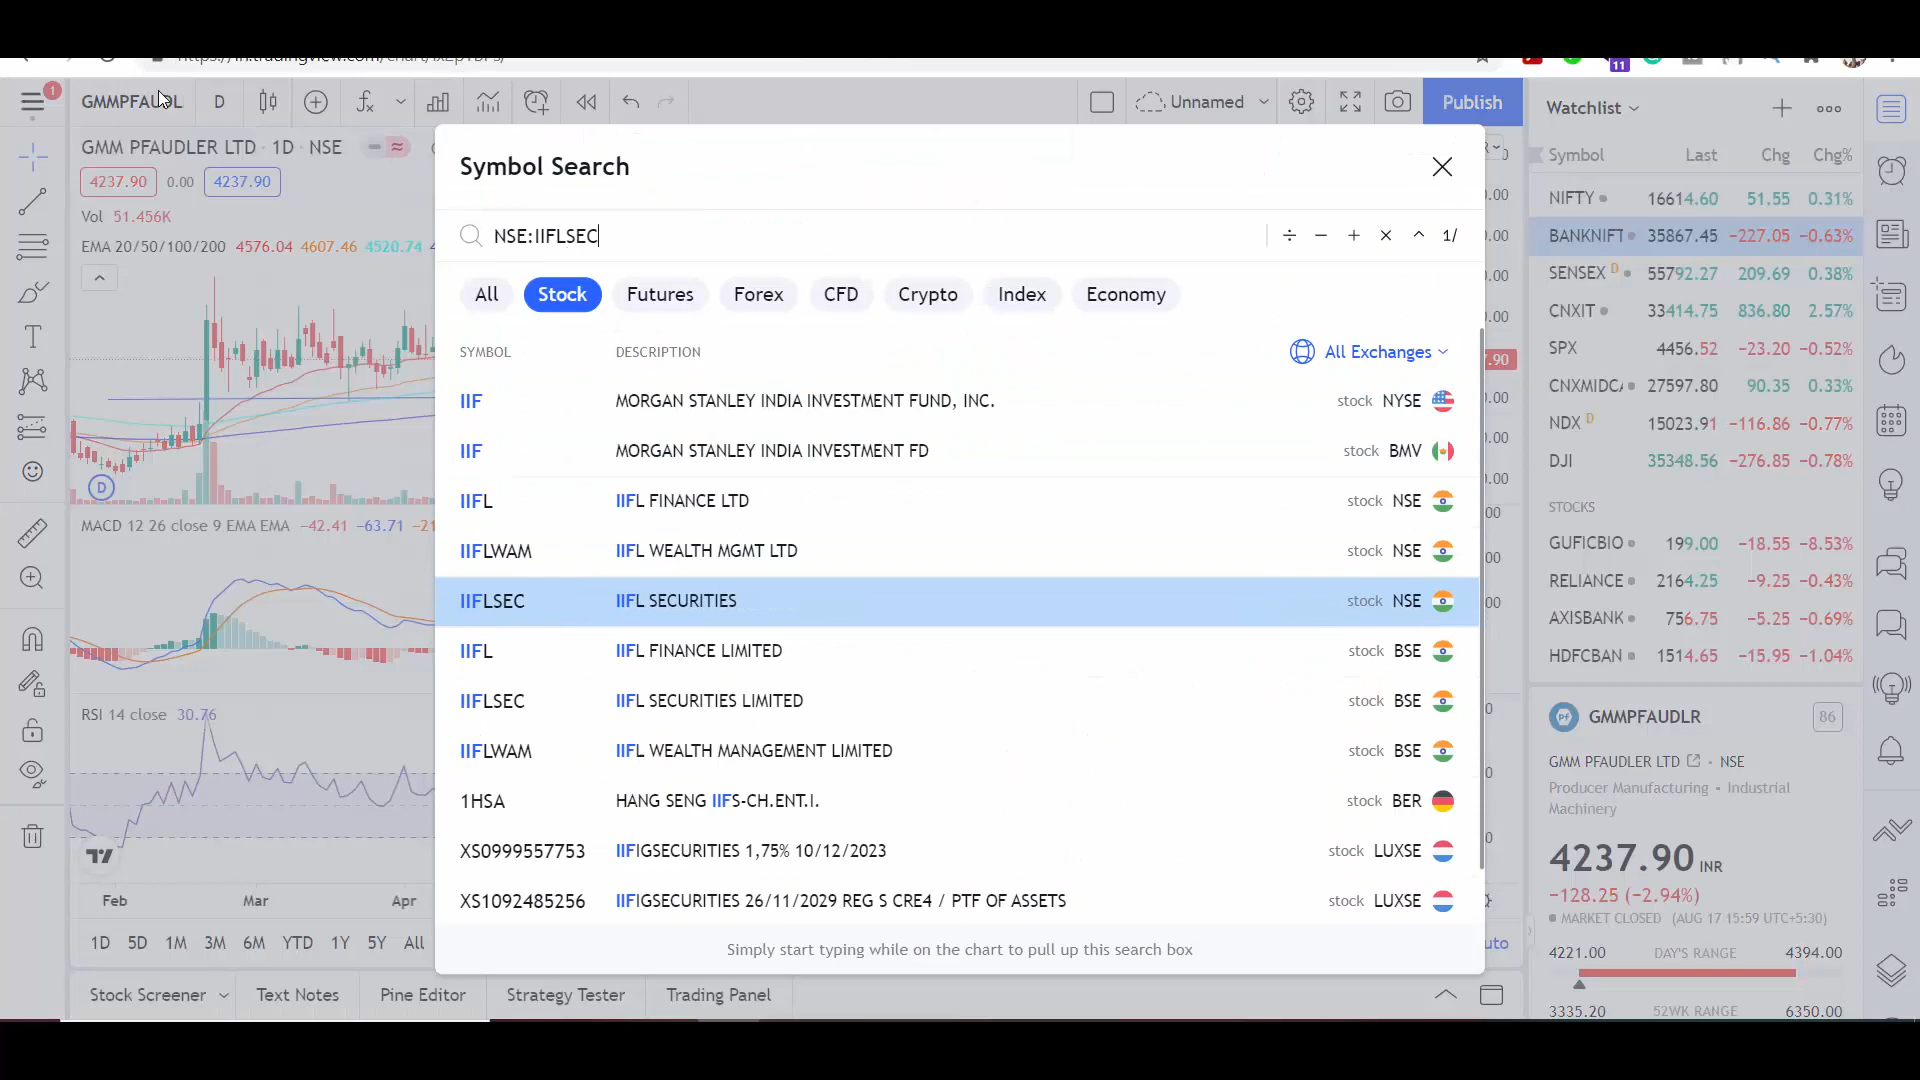 GMMPFAUDL D Unnamed Publish
11
1
GMM PFAUDLER LTD · 1D · NSE
4237.90 0.00 4237.90
Vol 51.456K
EMA 20/50/100/200 4576.04 4607.46 4520.74
D
MACD 12 26 close 9 EMA EMA −42.41 −63.71
RSI 14 close 30.76
Feb Mar Apr
1D 5D 1M 3M 6M YTD 1Y 5Y All
Stock Screener Text Notes Pine Editor Strategy Tester Trading Panel
Symbol Search
NSE:IIFLSEC ÷ − + × ^ 1/
All Stock Futures Forex CFD Crypto Index Economy
SYMBOL DESCRIPTION All Exchanges
IIF MORGAN STANLEY INDIA INVESTMENT FUND, INC. stock NYSE
IIF MORGAN STANLEY INDIA INVESTMENT FD stock BMV
IIFL IIFL FINANCE LTD stock NSE
IIFLWAM IIFL WEALTH MGMT LTD stock NSE
IIFLSEC IIFL SECURITIES stock NSE
IIFL IIFL FINANCE LIMITED stock BSE
IIFLSEC IIFL SECURITIES LIMITED stock BSE
IIFLWAM IIFL WEALTH MANAGEMENT LIMITED stock BSE
1HSA HANG SENG IIFS-CH.ENT.I. stock BER
XS0999557753 IIFIGSECURITIES 1,75% 10/12/2023 stock LUXSE
XS1092485256 IIFIGSECURITIES 26/11/2029 REG S CRE4 / PTF OF ASSETS stock LUXSE
Simply start typing while on the chart to pull up this search box
Watchlist
Symbol Last Chg Chg%
NIFTY 16614.60 51.55 0.31%
BANKNIFT 35867.45 −227.05 −0.63%
SENSEX D 55792.27 209.69 0.38%
CNXIT 33414.75 836.80 2.57%
SPX 4456.52 −23.20 −0.52%
CNXMIDCA 27597.80 90.35 0.33%
NDX D 15023.91 −116.86 −0.77%
DJI 35348.56 −276.85 −0.78%
STOCKS
GUFICBIO 199.00 −18.55 −8.53%
RELIANCE 2164.25 −9.25 −0.43%
AXISBANK 756.75 −5.25 −0.69%
HDFCBAN 1514.65 −15.95 −1.04%
GMMPFAUDLR 86
GMM PFAUDLER LTD · NSE
Producer Manufacturing · Industrial
Machinery
4237.90 INR
−128.25 (−2.94%)
MARKET CLOSED (AUG 17 15:59 UTC+5:30)
4221.00 DAY'S RANGE 4394.00
3335.20 52WK RANGE 6350.00